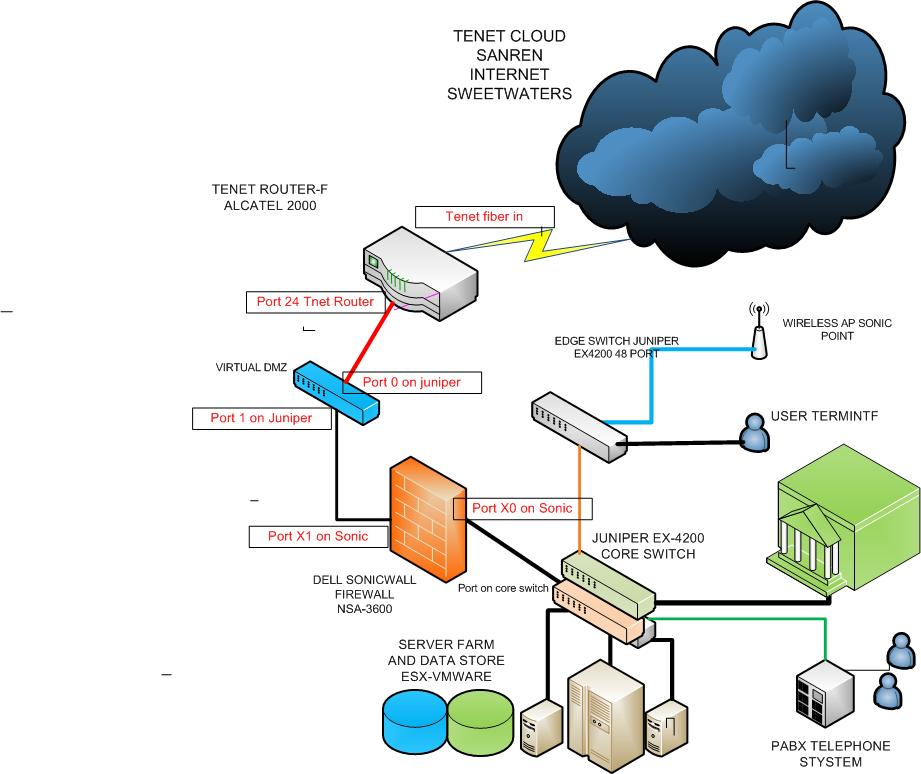 TENET CLOUD
SANREN
INTERNET
SWEETWATERS
TENET ROUTER-F
ALCATEL 2000
Tenet fiber in
Port 24 Tnet Router
WIRELESS AP SONIC
POINT
EDGE SWITCH JUNIPER
EX4200 48 PORT
VIRTUAL DMZ
Port 0 on juniper
Port 1 on Juniper
USER TERMINTF
Port X0 on Sonic
Port X1 on Sonic
JUNIPER EX-4200
CORE SWITCH
DELL SONICWALL
FIREWALL
NSA-3600
Port on core switch
SERVER FARM
AND DATA STORE
ESX-VMWARE
PABX TELEPHONE
STYSTEM